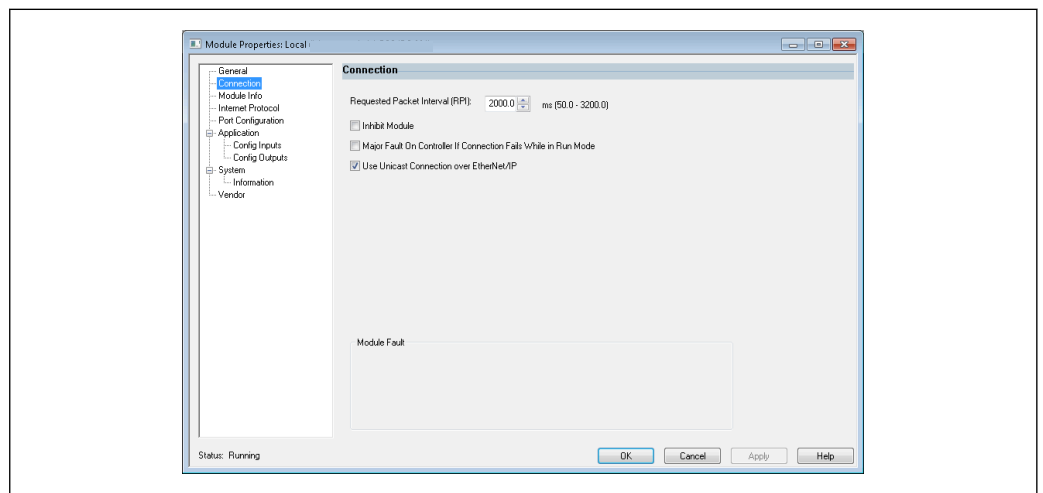 Module Properties: Local
General
Connection
Module Info
Internet Protocol
Port Configuration
Application
Config Inputs
Config Outputs
System
Information
Vendor
Connection
Requested Packet Interval (RPI): 2000.0 ms (50.0 - 3200.0)
Inhibit Module
Major Fault On Controller If Connection Fails While in Run Mode
Use Unicast Connection over EtherNet/IP
Module Fault
Status: Running
OK Cancel Apply Help